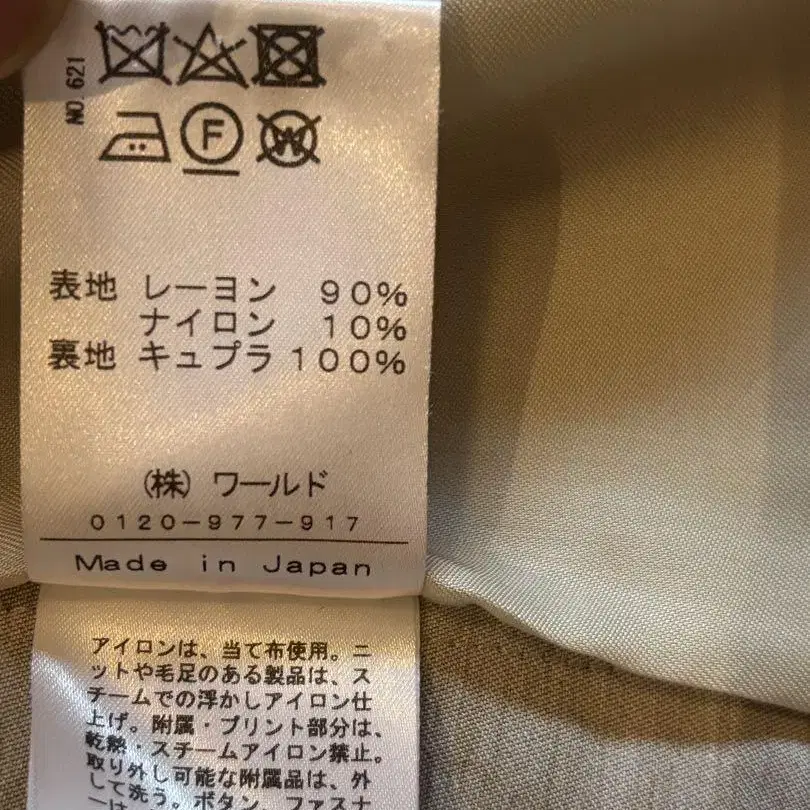 NO.621
F
W
表地 レーヨン 90%
ナイロン 10%
裏地 キュプラ 100%
(株) ワールド
0120-977-917
Made in Japan
アイロンは、当て布使用。ニ
ットや毛足のある製品は、ス
チームでの浮かしアイロン仕
上げ。附属・プリント部分は、
乾熱・スチームアイロン禁止。
取り外し可能な附属品は、外
して洗う。ボタン、ファスナ